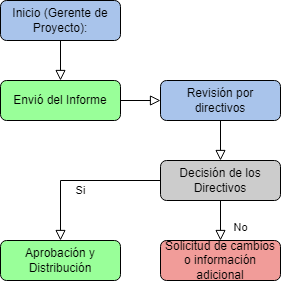 Inicio (Gerente de
Proyecto):
Envió del Informe
Revisión por
directivos
Decisión de los
Directivos
Si
No
Aprobación y
Distribución
Solicitud de cambios
o información
adicional